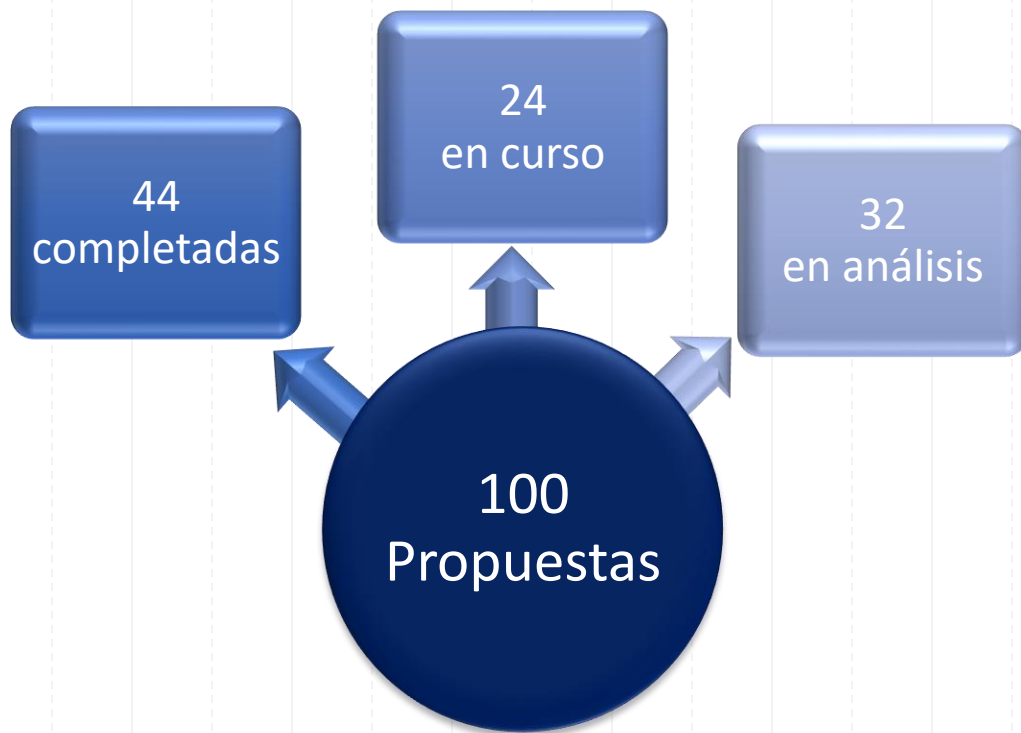 44
completadas
24
en curso
32
en análisis
100
Propuestas